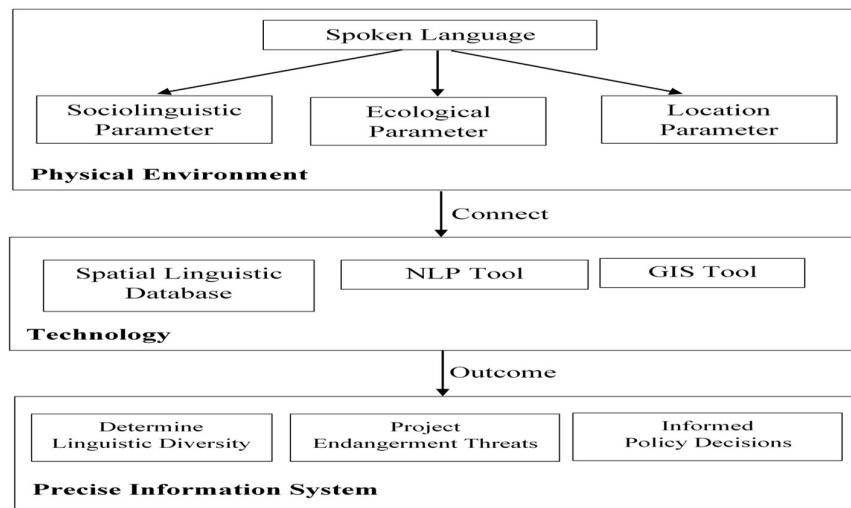 Spoken Language
Sociolinguistic
Parameter
Ecological
Parameter
Location
Parameter
Physical Environment
Connect
Spatial Linguistic
Database
NLP Tool
GIS Tool
Technology
Outcome
Determine
Linguistic Diversity
Project
Endangerment Threats
Informed
Policy Decisions
Precise Information System